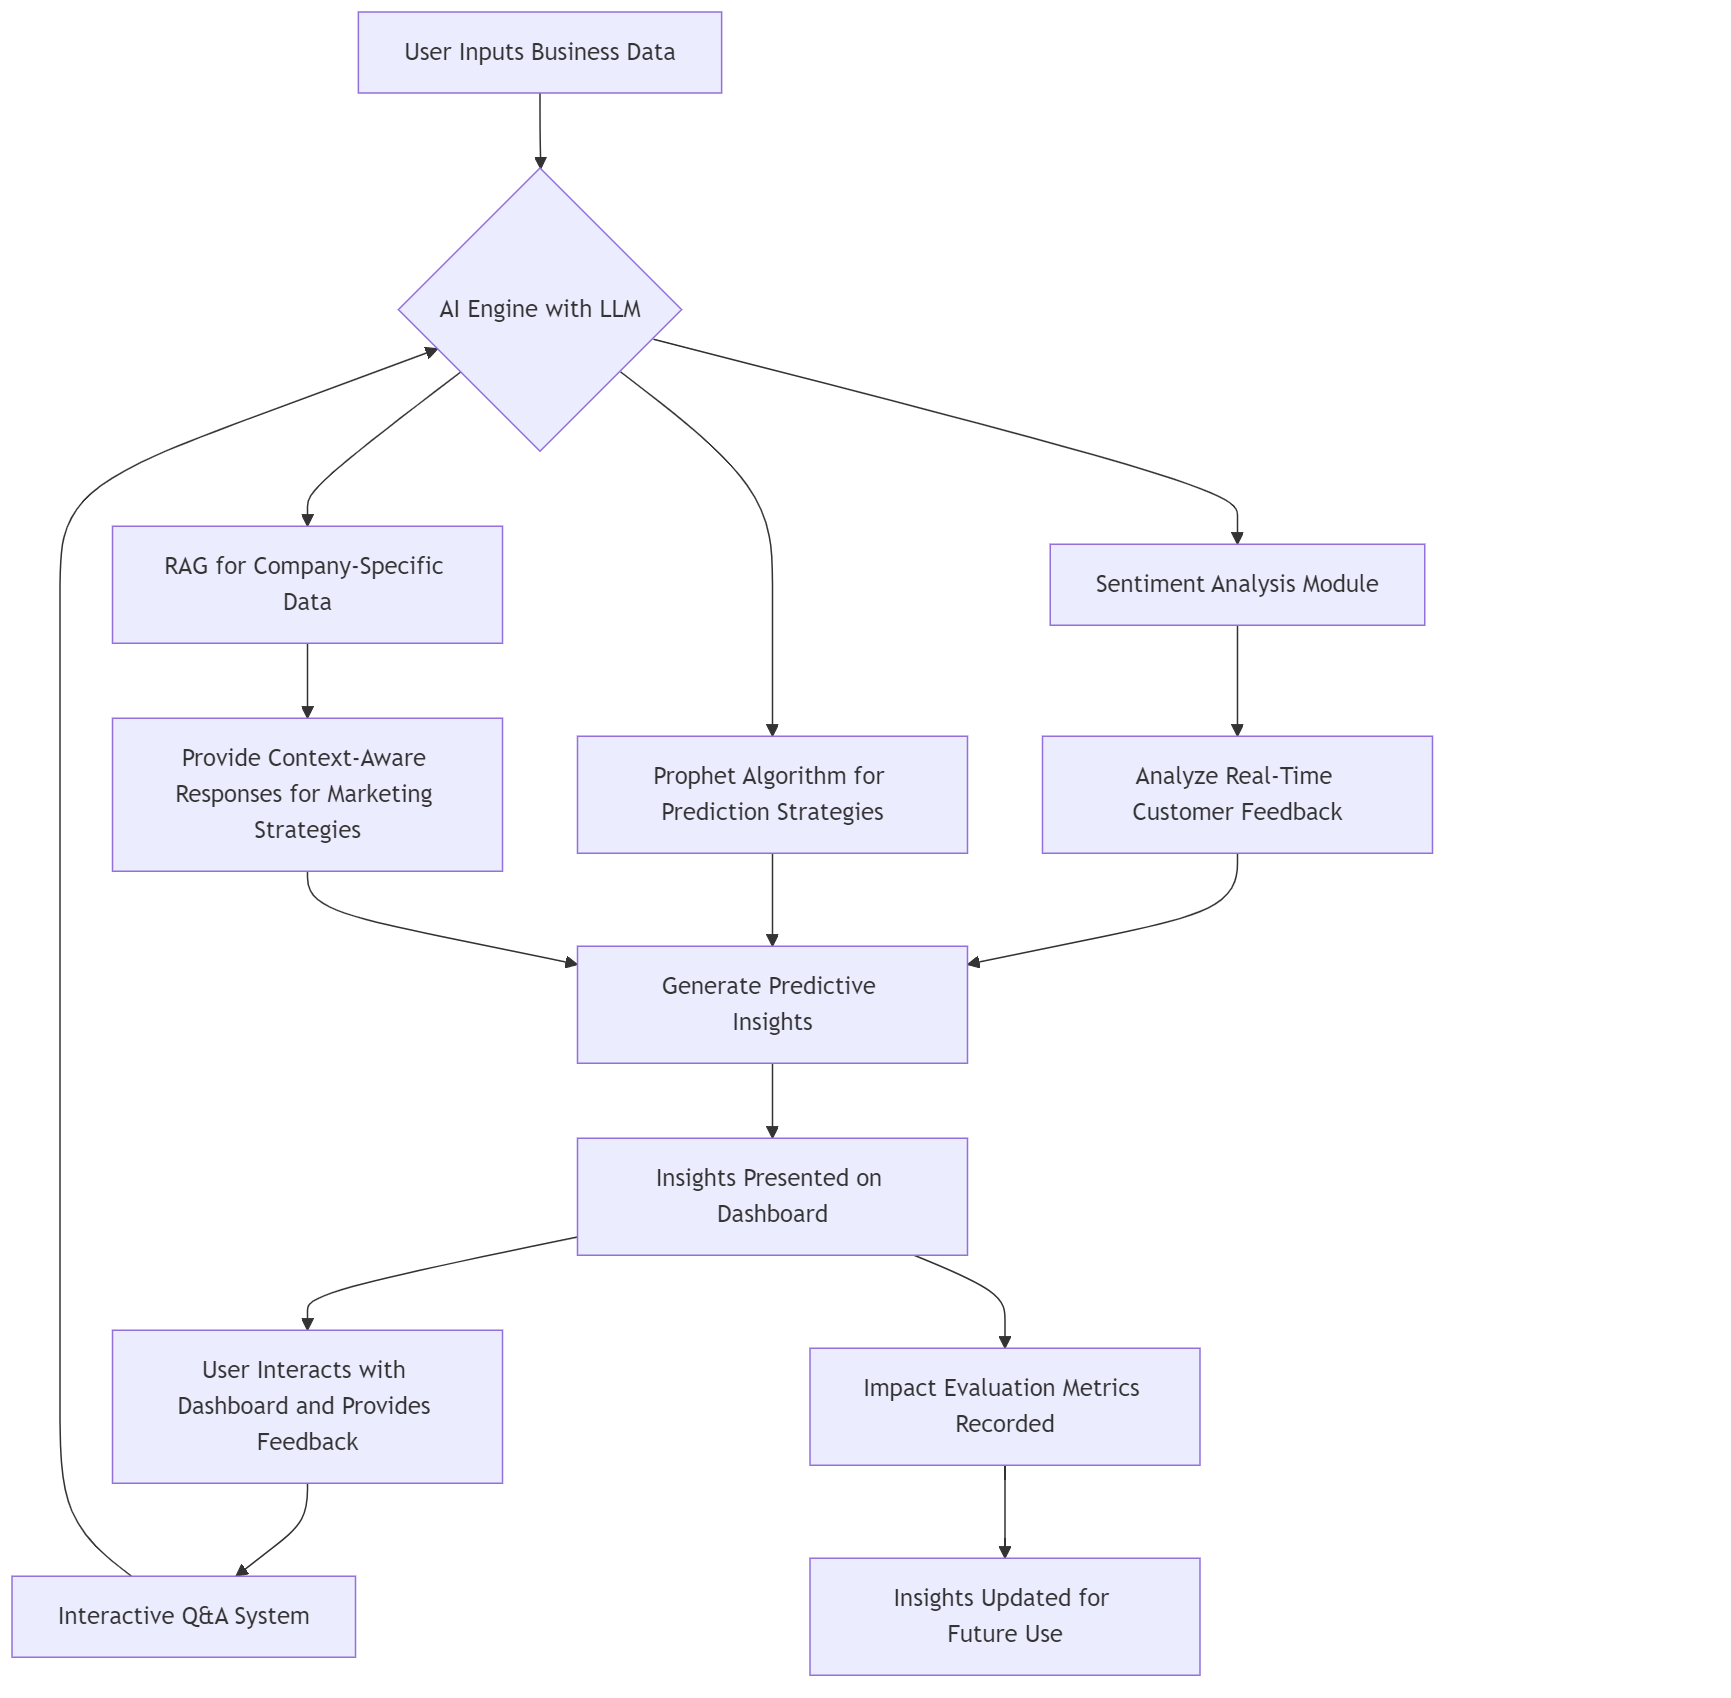 User Inputs Business Data
AI Engine with LLM
RAG for Company-Specific
Data
Sentiment Analysis Module
Provide Context-Aware
Responses for Marketing
Strategies
Prophet Algorithm for
Prediction Strategies
Analyze Real-Time
Customer Feedback
Generate Predictive
Insights
Insights Presented on
Dashboard
User Interacts with
Dashboard and Provides
Feedback
Impact Evaluation Metrics
Recorded
Interactive Q&A System
Insights Updated for
Future Use